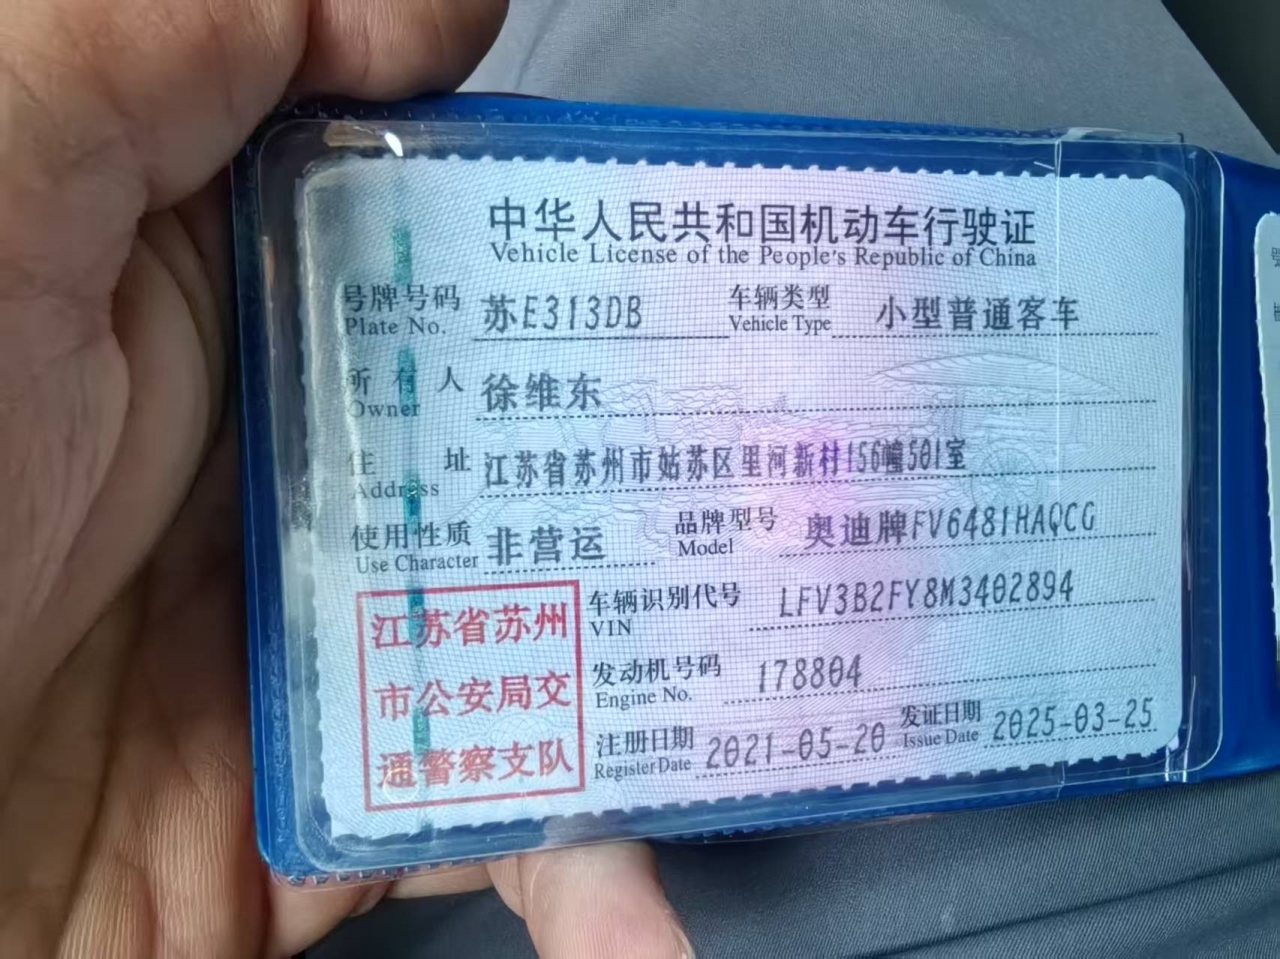 中华人民共和国机动车行驶证
Vehicle License of the People's Republic of China
号牌号码 苏E313DB 车辆类型 小型普通客车
Plate No. Vehicle Type
所有人 徐维东
Owner
住址 江苏省苏州市姑苏区里河新村156幢501室
Address
使用性质 非营运 品牌型号 奥迪牌FV6481HAQCG
Use Character Model
车辆识别代号 LFV3B2FY8M3402894
VIN
发动机号码 178804
Engine No.
注册日期 2021-05-20 发证日期 2025-03-25
Register Date Issue Date
江苏省苏州
市公安局交
通警察支队